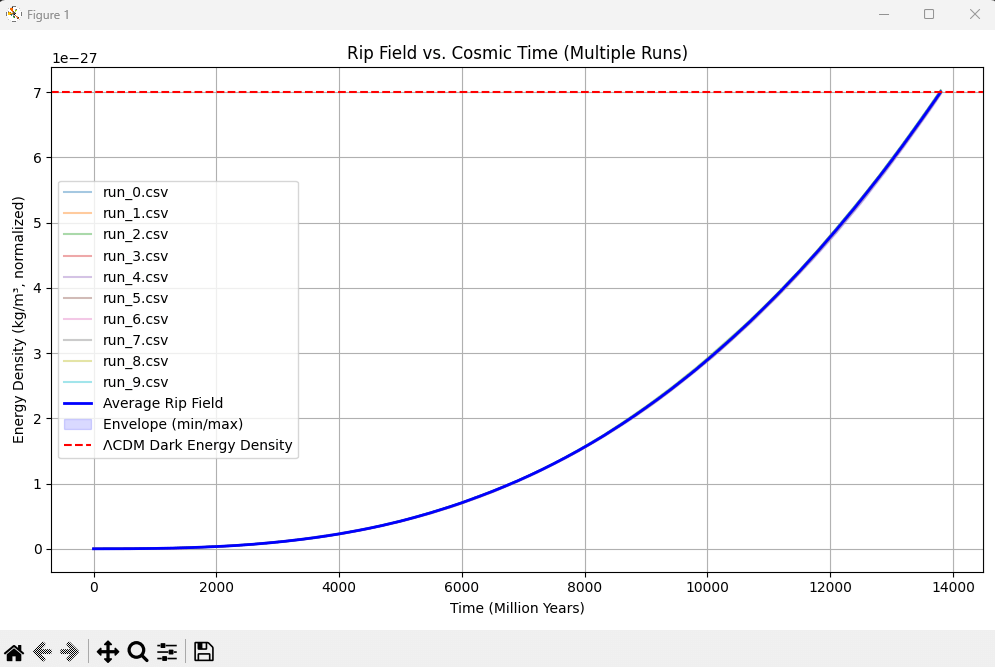 Figure 1
Rip Field vs. Cosmic Time (Multiple Runs)
1e−27
7
6
5
4
3
2
1
0
Energy Density (kg/m³, normalized)
run_0.csv
run_1.csv
run_2.csv
run_3.csv
run_4.csv
run_5.csv
run_6.csv
run_7.csv
run_8.csv
run_9.csv
Average Rip Field
Envelope (min/max)
ΛCDM Dark Energy Density
0 2000 4000 6000 8000 10000 12000 14000
Time (Million Years)